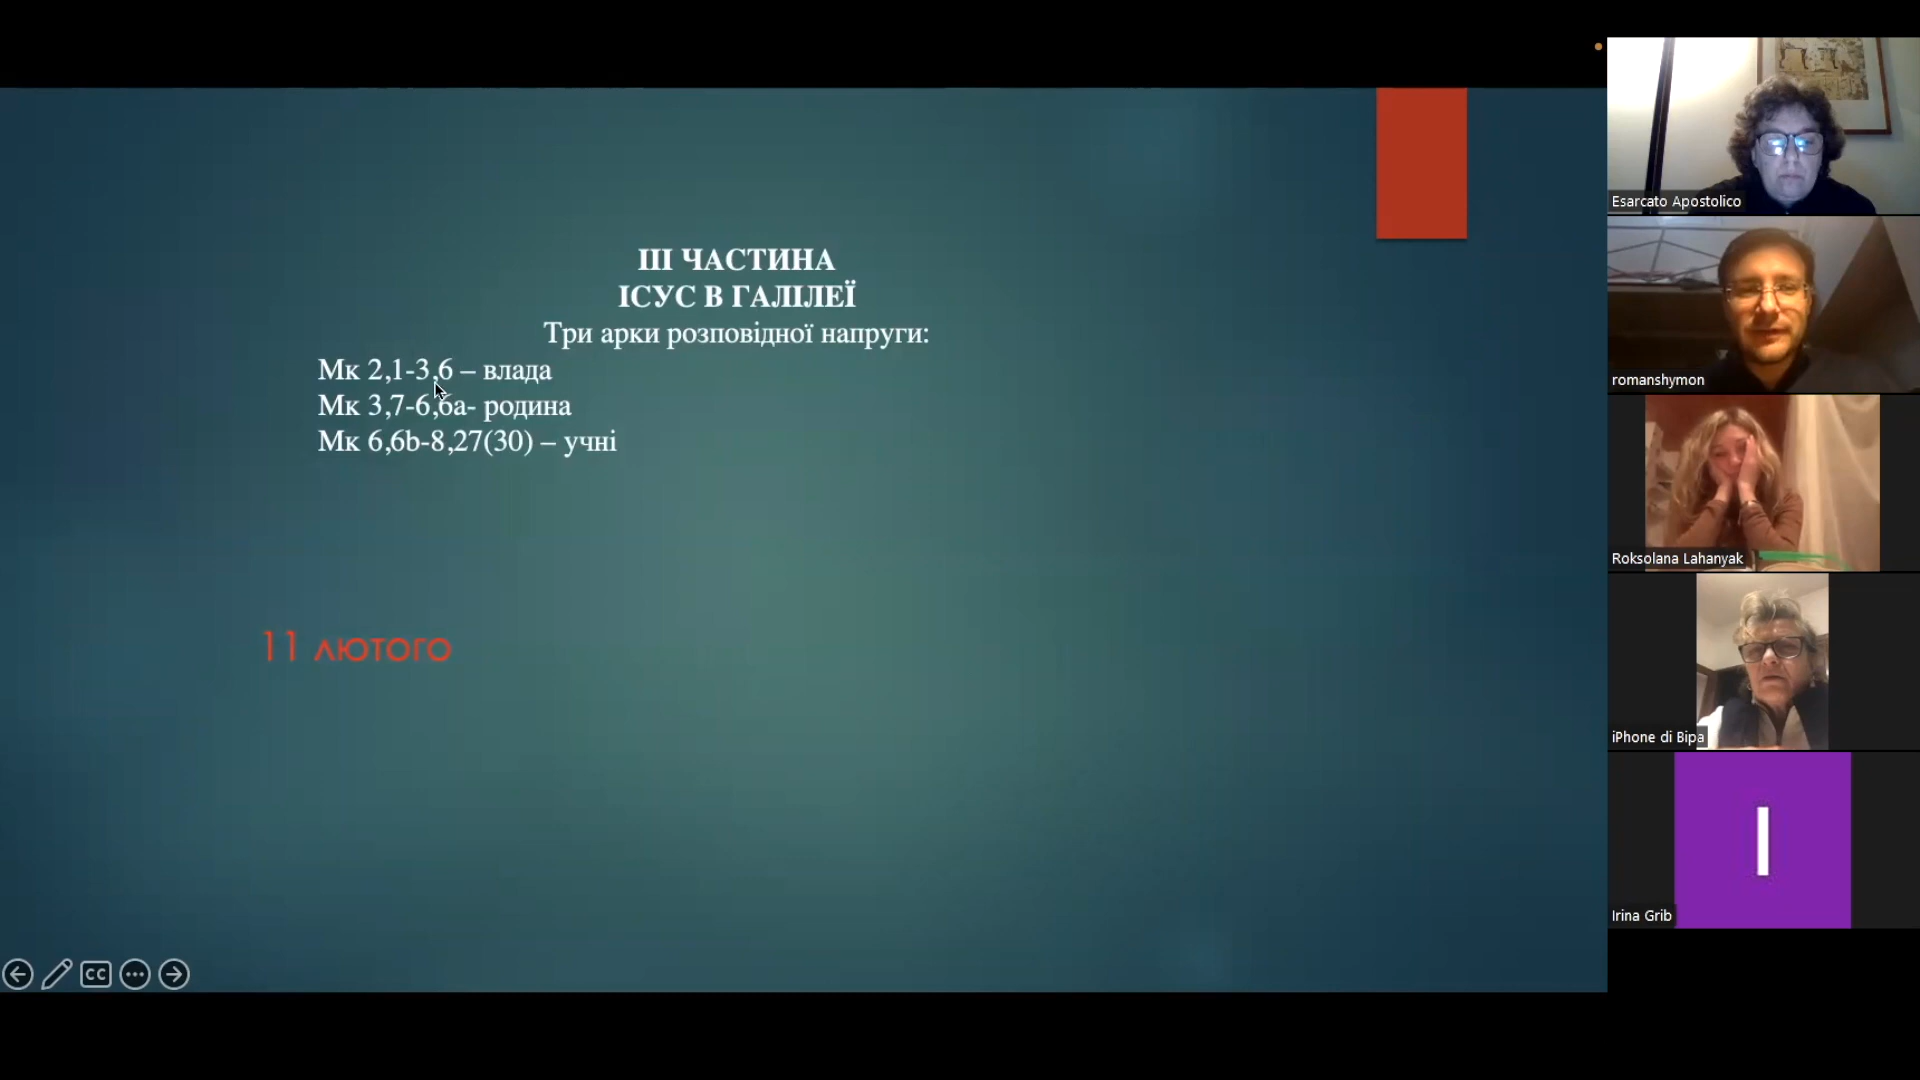 ІІІ ЧАСТИНА
ІСУС В ГАЛІЛЕЇ
Три арки розповідної напруги:
Мк 2,1-3,6 – влада
Мк 3,7-6,6a- родина
Мк 6,6b-8,27(30) – учні
11 лютого
CC
Esarcato Apostolico
romanshymon
Roksolana Lahanyak
iPhone di Bipa
I
Irina Grib